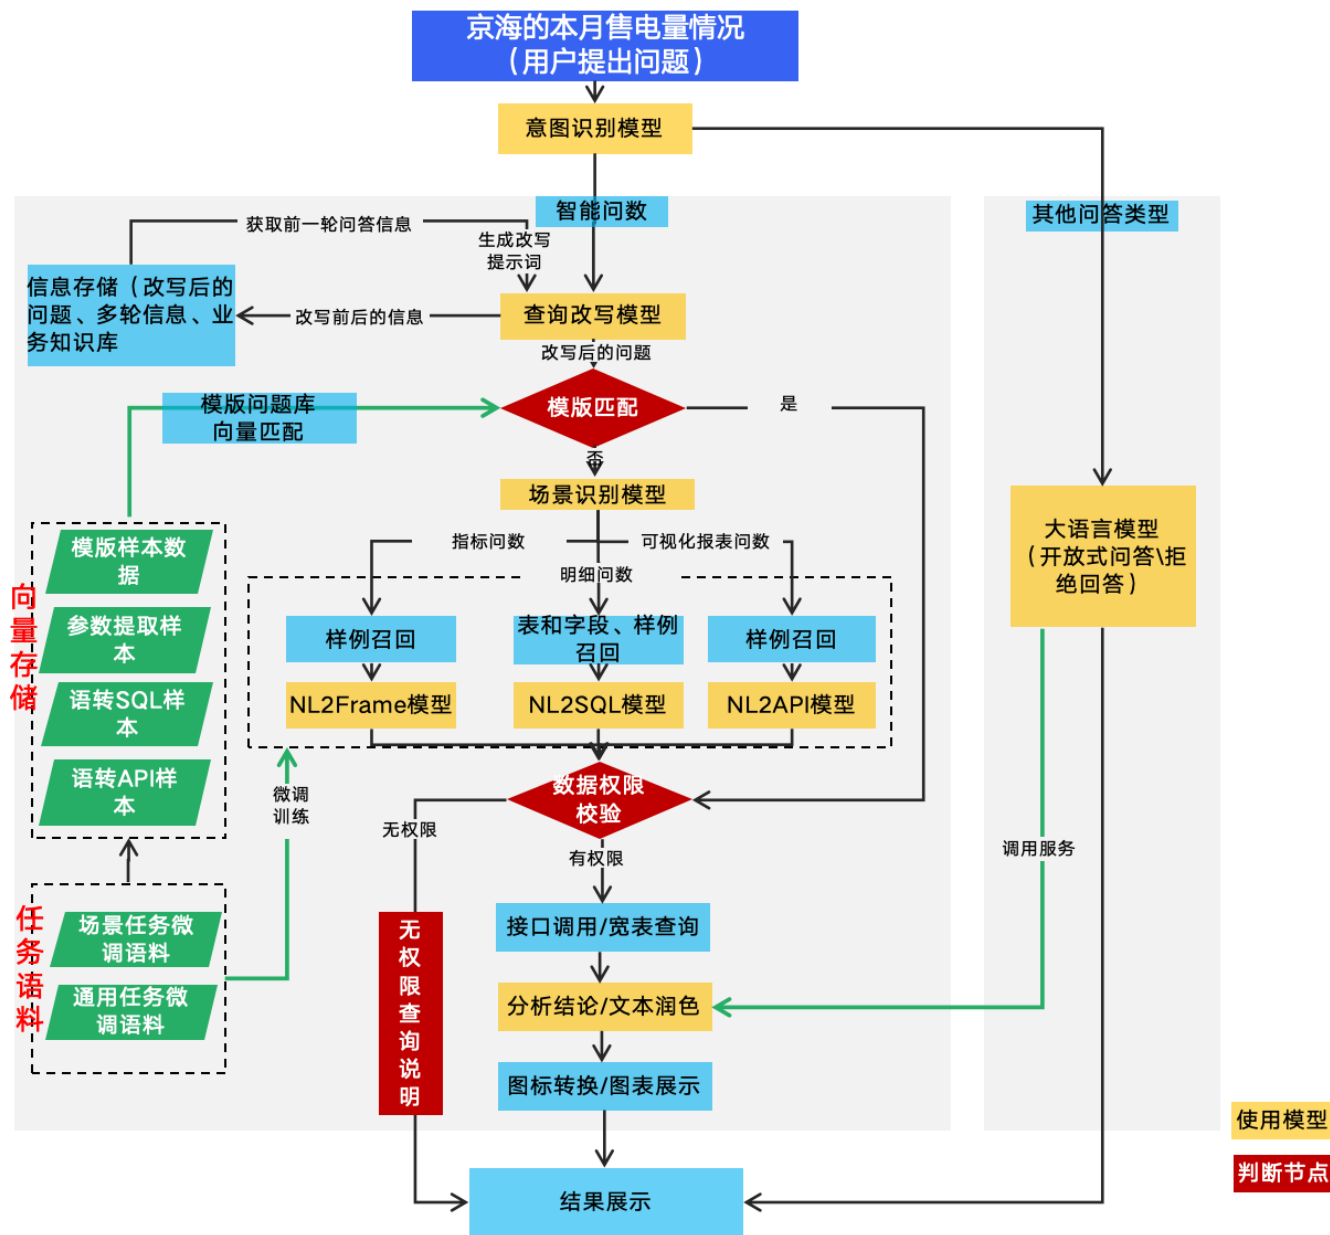 京海的本月售电量情况
（用户提出问题）
意图识别模型
智能问数
其他问答类型
获取前一轮问答信息
生成改写
提示词
信息存储（改写后的
问题、多轮信息、业
务知识库
改写前后的信息
查询改写模型
改写后的问题
模版问题库
向量匹配
模版匹配
是
否
场景识别模型
指标问数
可视化报表问数
明细问数
大语言模型
（开放式问答\拒
绝回答）
向
量
存
储
模版样本数
据
参数提取样
本
语转SQL样
本
语转API样
本
样例召回
表和字段、样例
召回
样例召回
NL2Frame模型
NL2SQL模型
NL2API模型
微调
训练
数据权限
校验
无权限
有权限
调用服务
任
务
语
料
场景任务微
调语料
通用任务微
调语料
无
权
限
查
询
说
明
接口调用/宽表查询
分析结论/文本润色
图标转换/图表展示
结果展示
使用模型
判断节点